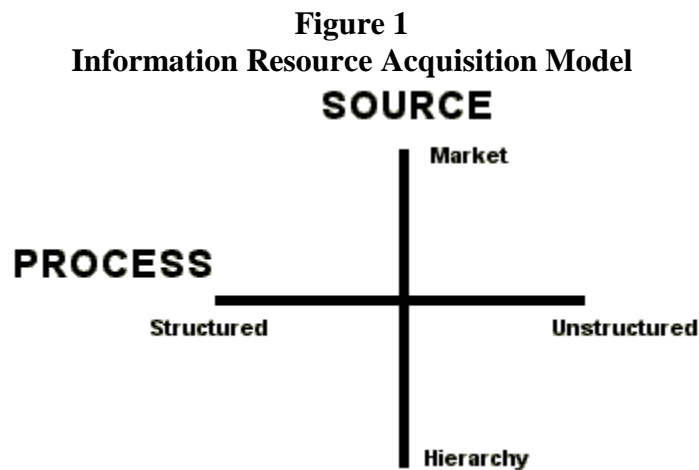 Figure 1
Information Resource Acquisition Model
SOURCE
Market
PROCESS
Structured
Unstructured
Hierarchy